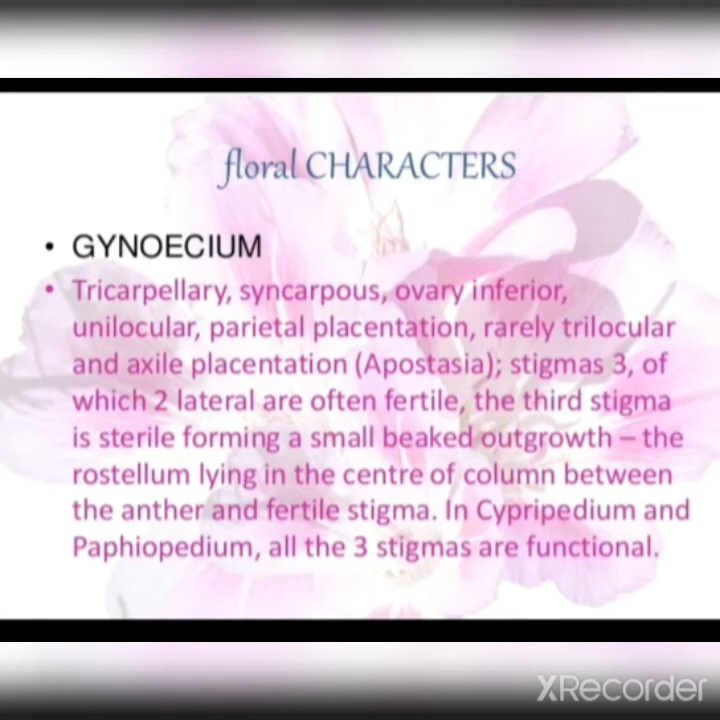 floral CHARACTERS
• GYNOECIUM
• Tricarpellary, syncarpous, ovary inferior,
unilocular, parietal placentation, rarely trilocular
and axile placentation (Apostasia); stigmas 3, of
which 2 lateral are often fertile, the third stigma
is sterile forming a small beaked outgrowth – the
rostellum lying in the centre of column between
the anther and fertile stigma. In Cypripedium and
Paphiopedium, all the 3 stigmas are functional.
XRecorder